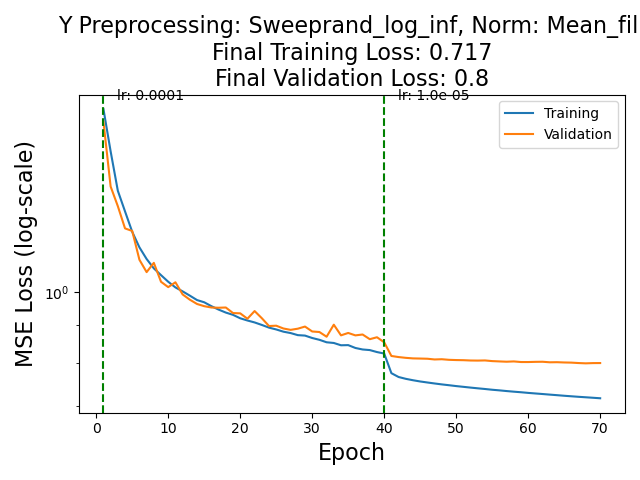 Y Preprocessing: Sweeprand_log_inf, Norm: Mean_fil
Final Training Loss: 0.717
Final Validation Loss: 0.8
lr: 0.0001
lr: 1.0e-05
Training
Validation
MSE Loss (log-scale)
10⁰
0 10 20 30 40 50 60 70
Epoch